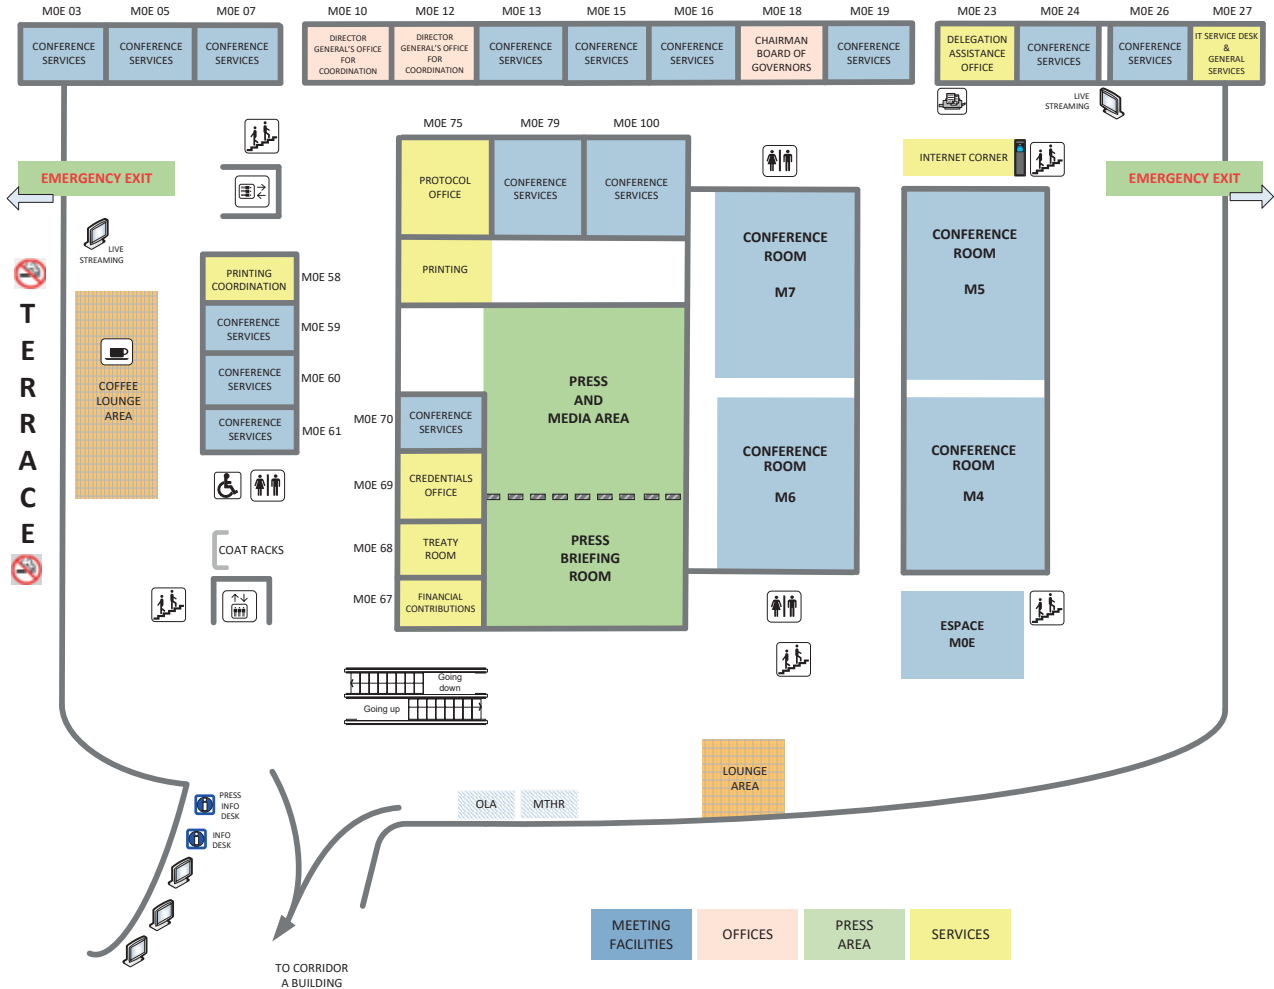 M0E 03
M0E 05
M0E 07
M0E 10
M0E 12
M0E 13
M0E 15
M0E 16
M0E 18
M0E 19
M0E 23
M0E 24
M0E 26
M0E 27
CONFERENCE
SERVICES
CONFERENCE
SERVICES
CONFERENCE
SERVICES
DIRECTOR
GENERAL'S OFFICE
FOR
COORDINATION
DIRECTOR
GENERAL'S OFFICE
FOR
COORDINATION
CONFERENCE
SERVICES
CONFERENCE
SERVICES
CONFERENCE
SERVICES
CHAIRMAN
BOARD OF
GOVERNORS
CONFERENCE
SERVICES
DELEGATION
ASSISTANCE
OFFICE
CONFERENCE
SERVICES
CONFERENCE
SERVICES
IT SERVICE DESK
&
GENERAL
SERVICES
LIVE
STREAMING
M0E 75
M0E 79
M0E 100
EMERGENCY EXIT
PROTOCOL
OFFICE
CONFERENCE
SERVICES
CONFERENCE
SERVICES
INTERNET CORNER
EMERGENCY EXIT
LIVE
STREAMING
PRINTING
COORDINATION
M0E 58
PRINTING
CONFERENCE
ROOM
M7
CONFERENCE
ROOM
M5
TERRACE
CONFERENCE
SERVICES
M0E 59
CONFERENCE
SERVICES
M0E 60
CONFERENCE
SERVICES
M0E 61
COFFEE
LOUNGE
AREA
PRESS
AND
MEDIA AREA
M0E 70
CONFERENCE
SERVICES
M0E 69
CREDENTIALS
OFFICE
CONFERENCE
ROOM
M6
CONFERENCE
ROOM
M4
COAT RACKS
M0E 68
TREATY
ROOM
PRESS
BRIEFING
ROOM
M0E 67
FINANCIAL
CONTRIBUTIONS
ESPACE
M0E
Going
down
Going up
LOUNGE
AREA
PRESS
INFO
DESK
OLA
MTHR
INFO
DESK
MEETING
FACILITIES
OFFICES
PRESS
AREA
SERVICES
TO CORRIDOR
A BUILDING